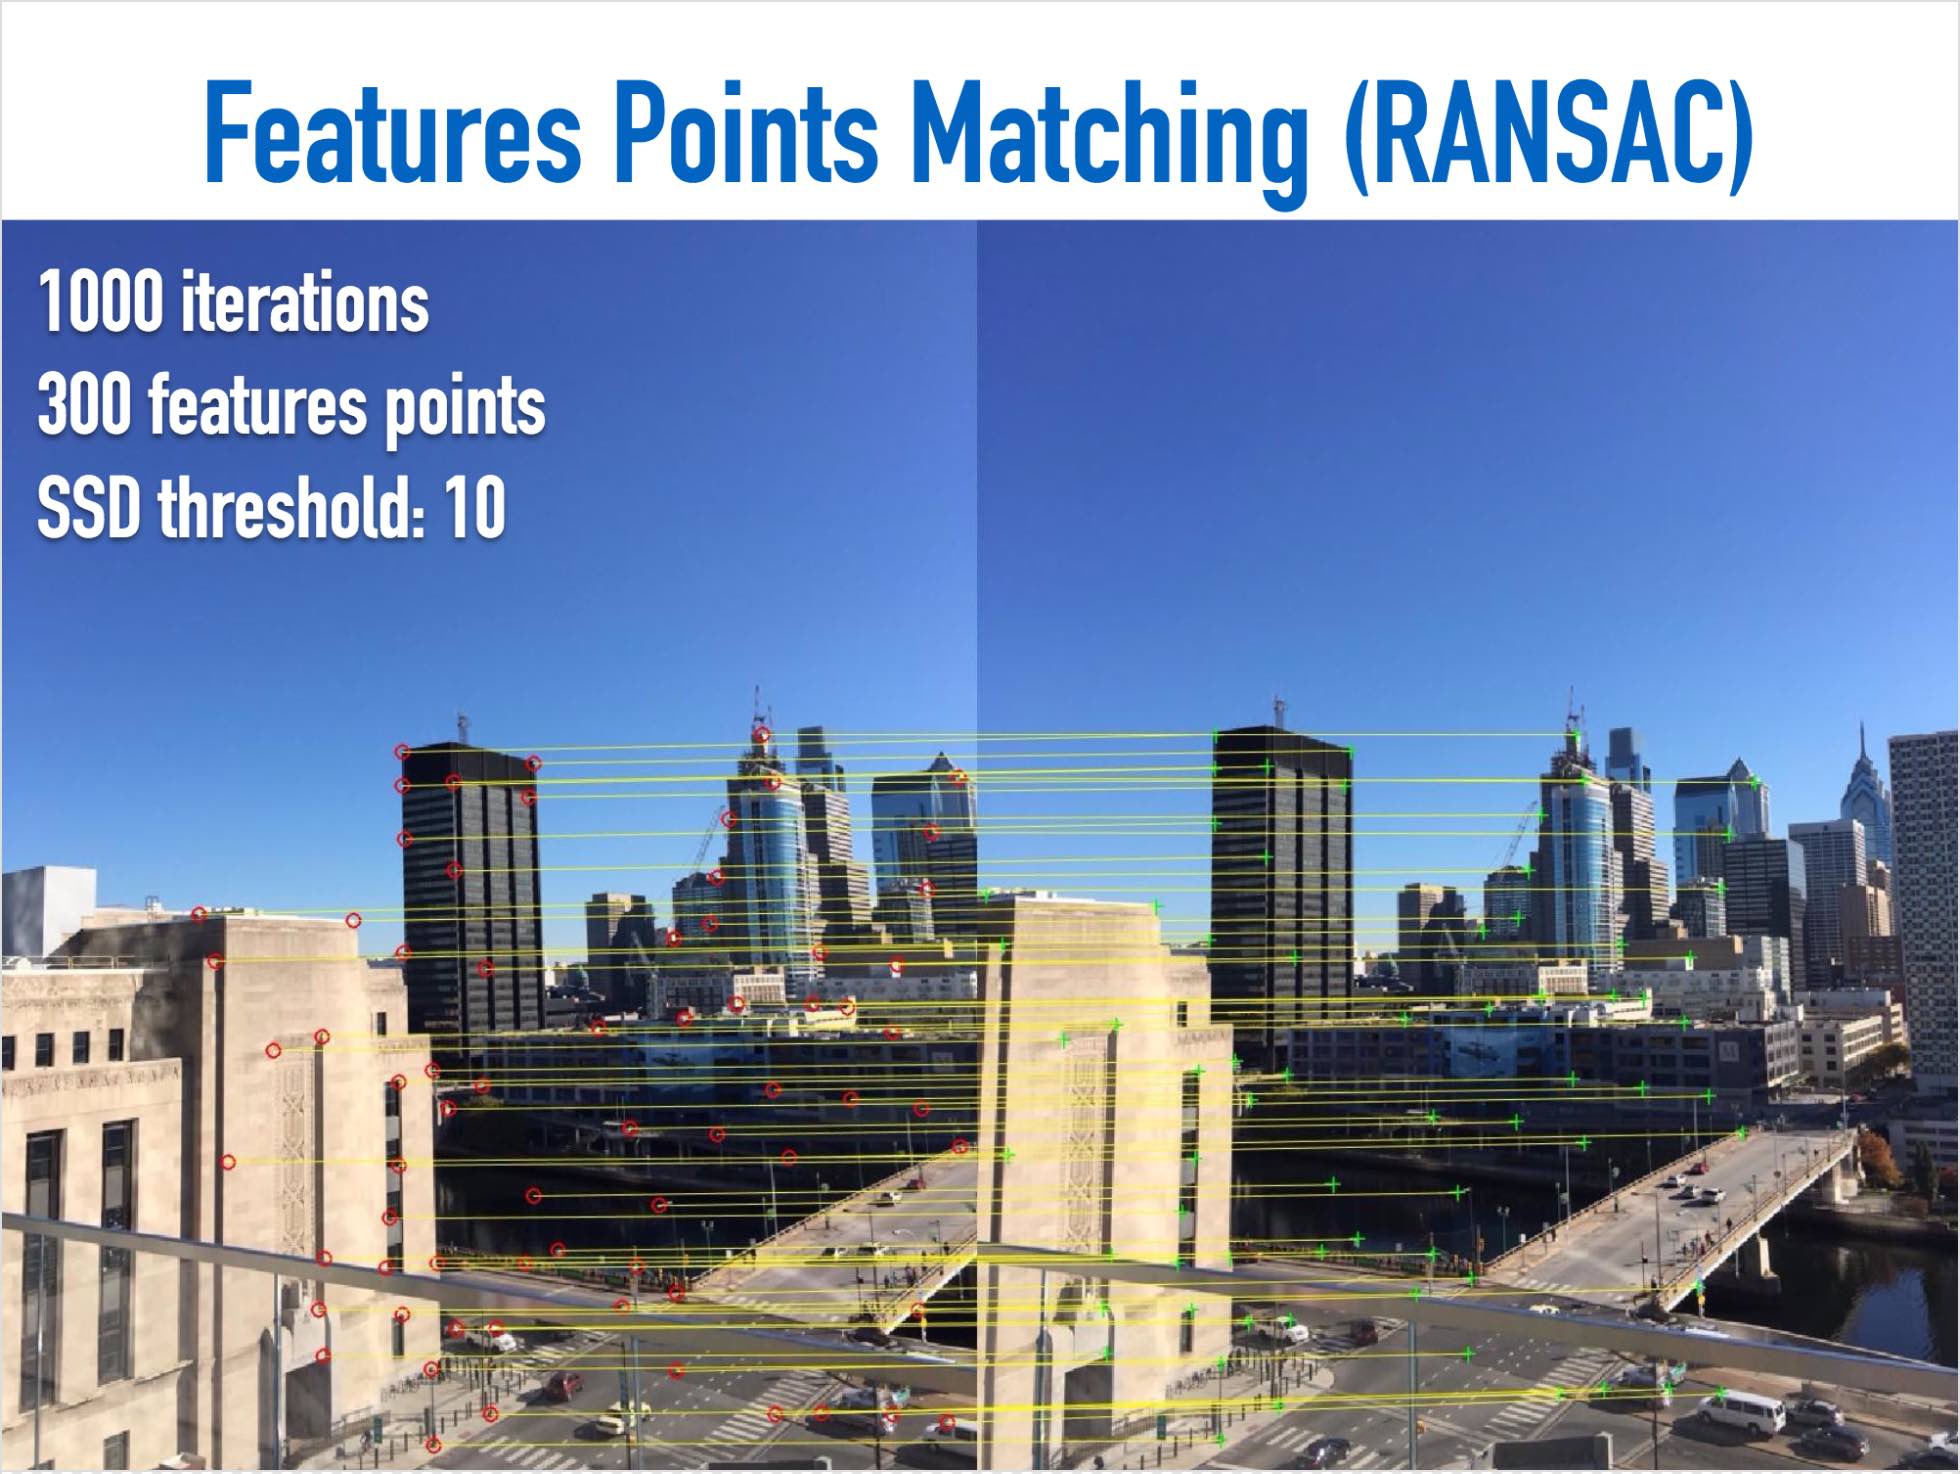 Features Points Matching (RANSAC)
1000 iterations
300 features points
SSD threshold: 10